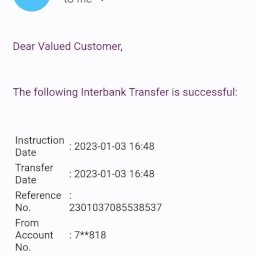 to me
Dear Valued Customer,
The following Interbank Transfer is successful:
Instruction
Date : 2023-01-03 16:48
Transfer
Date : 2023-01-03 16:48
Reference :
No. 2301037085538537
From
Account : 7**818
No.